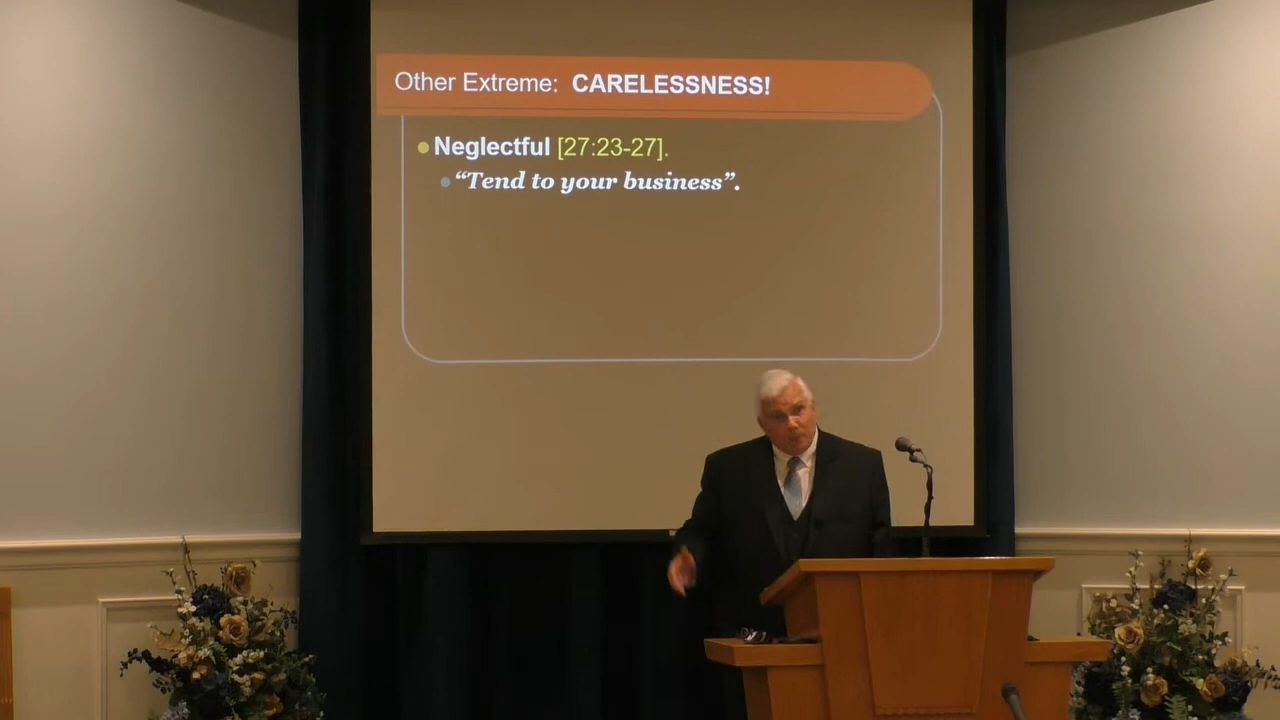 Other Extreme: CARELESSNESS!
Neglectful [27:23-27].
“Tend to your business”.